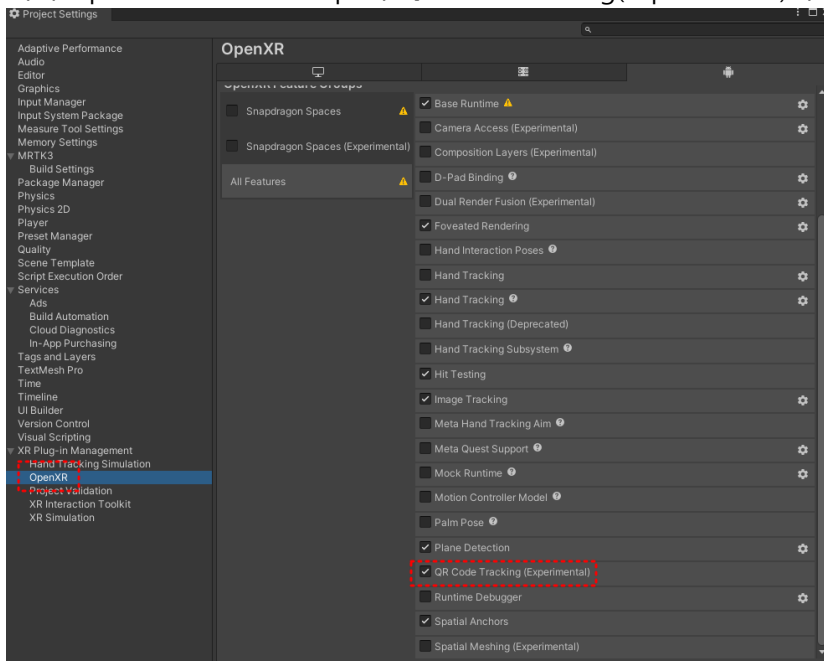 Project Settings
Adaptive Performance
Audio
Editor
Graphics
Input Manager
Input System Package
Measure Tool Settings
Memory Settings
MRTK3
Build Settings
Package Manager
Physics
Physics 2D
Player
Preset Manager
Quality
Scene Template
Script Execution Order
Services
Ads
Build Automation
Cloud Diagnostics
In-App Purchasing
Tags and Layers
TextMesh Pro
Time
Timeline
UI Builder
Version Control
Visual Scripting
XR Plug-in Management
Hand Tracking Simulation
OpenXR
Project Validation
XR Interaction Toolkit
XR Simulation
OpenXR
OpenXR Feature Groups
Snapdragon Spaces
Snapdragon Spaces (Experimental)
All Features
Base Runtime
Camera Access (Experimental)
Composition Layers (Experimental)
D-Pad Binding
Dual Render Fusion (Experimental)
Foveated Rendering
Hand Interaction Poses
Hand Tracking
Hand Tracking
Hand Tracking (Deprecated)
Hand Tracking Subsystem
Hit Testing
Image Tracking
Meta Hand Tracking Aim
Meta Quest Support
Mock Runtime
Motion Controller Model
Palm Pose
Plane Detection
QR Code Tracking (Experimental)
Runtime Debugger
Spatial Anchors
Spatial Meshing (Experimental)